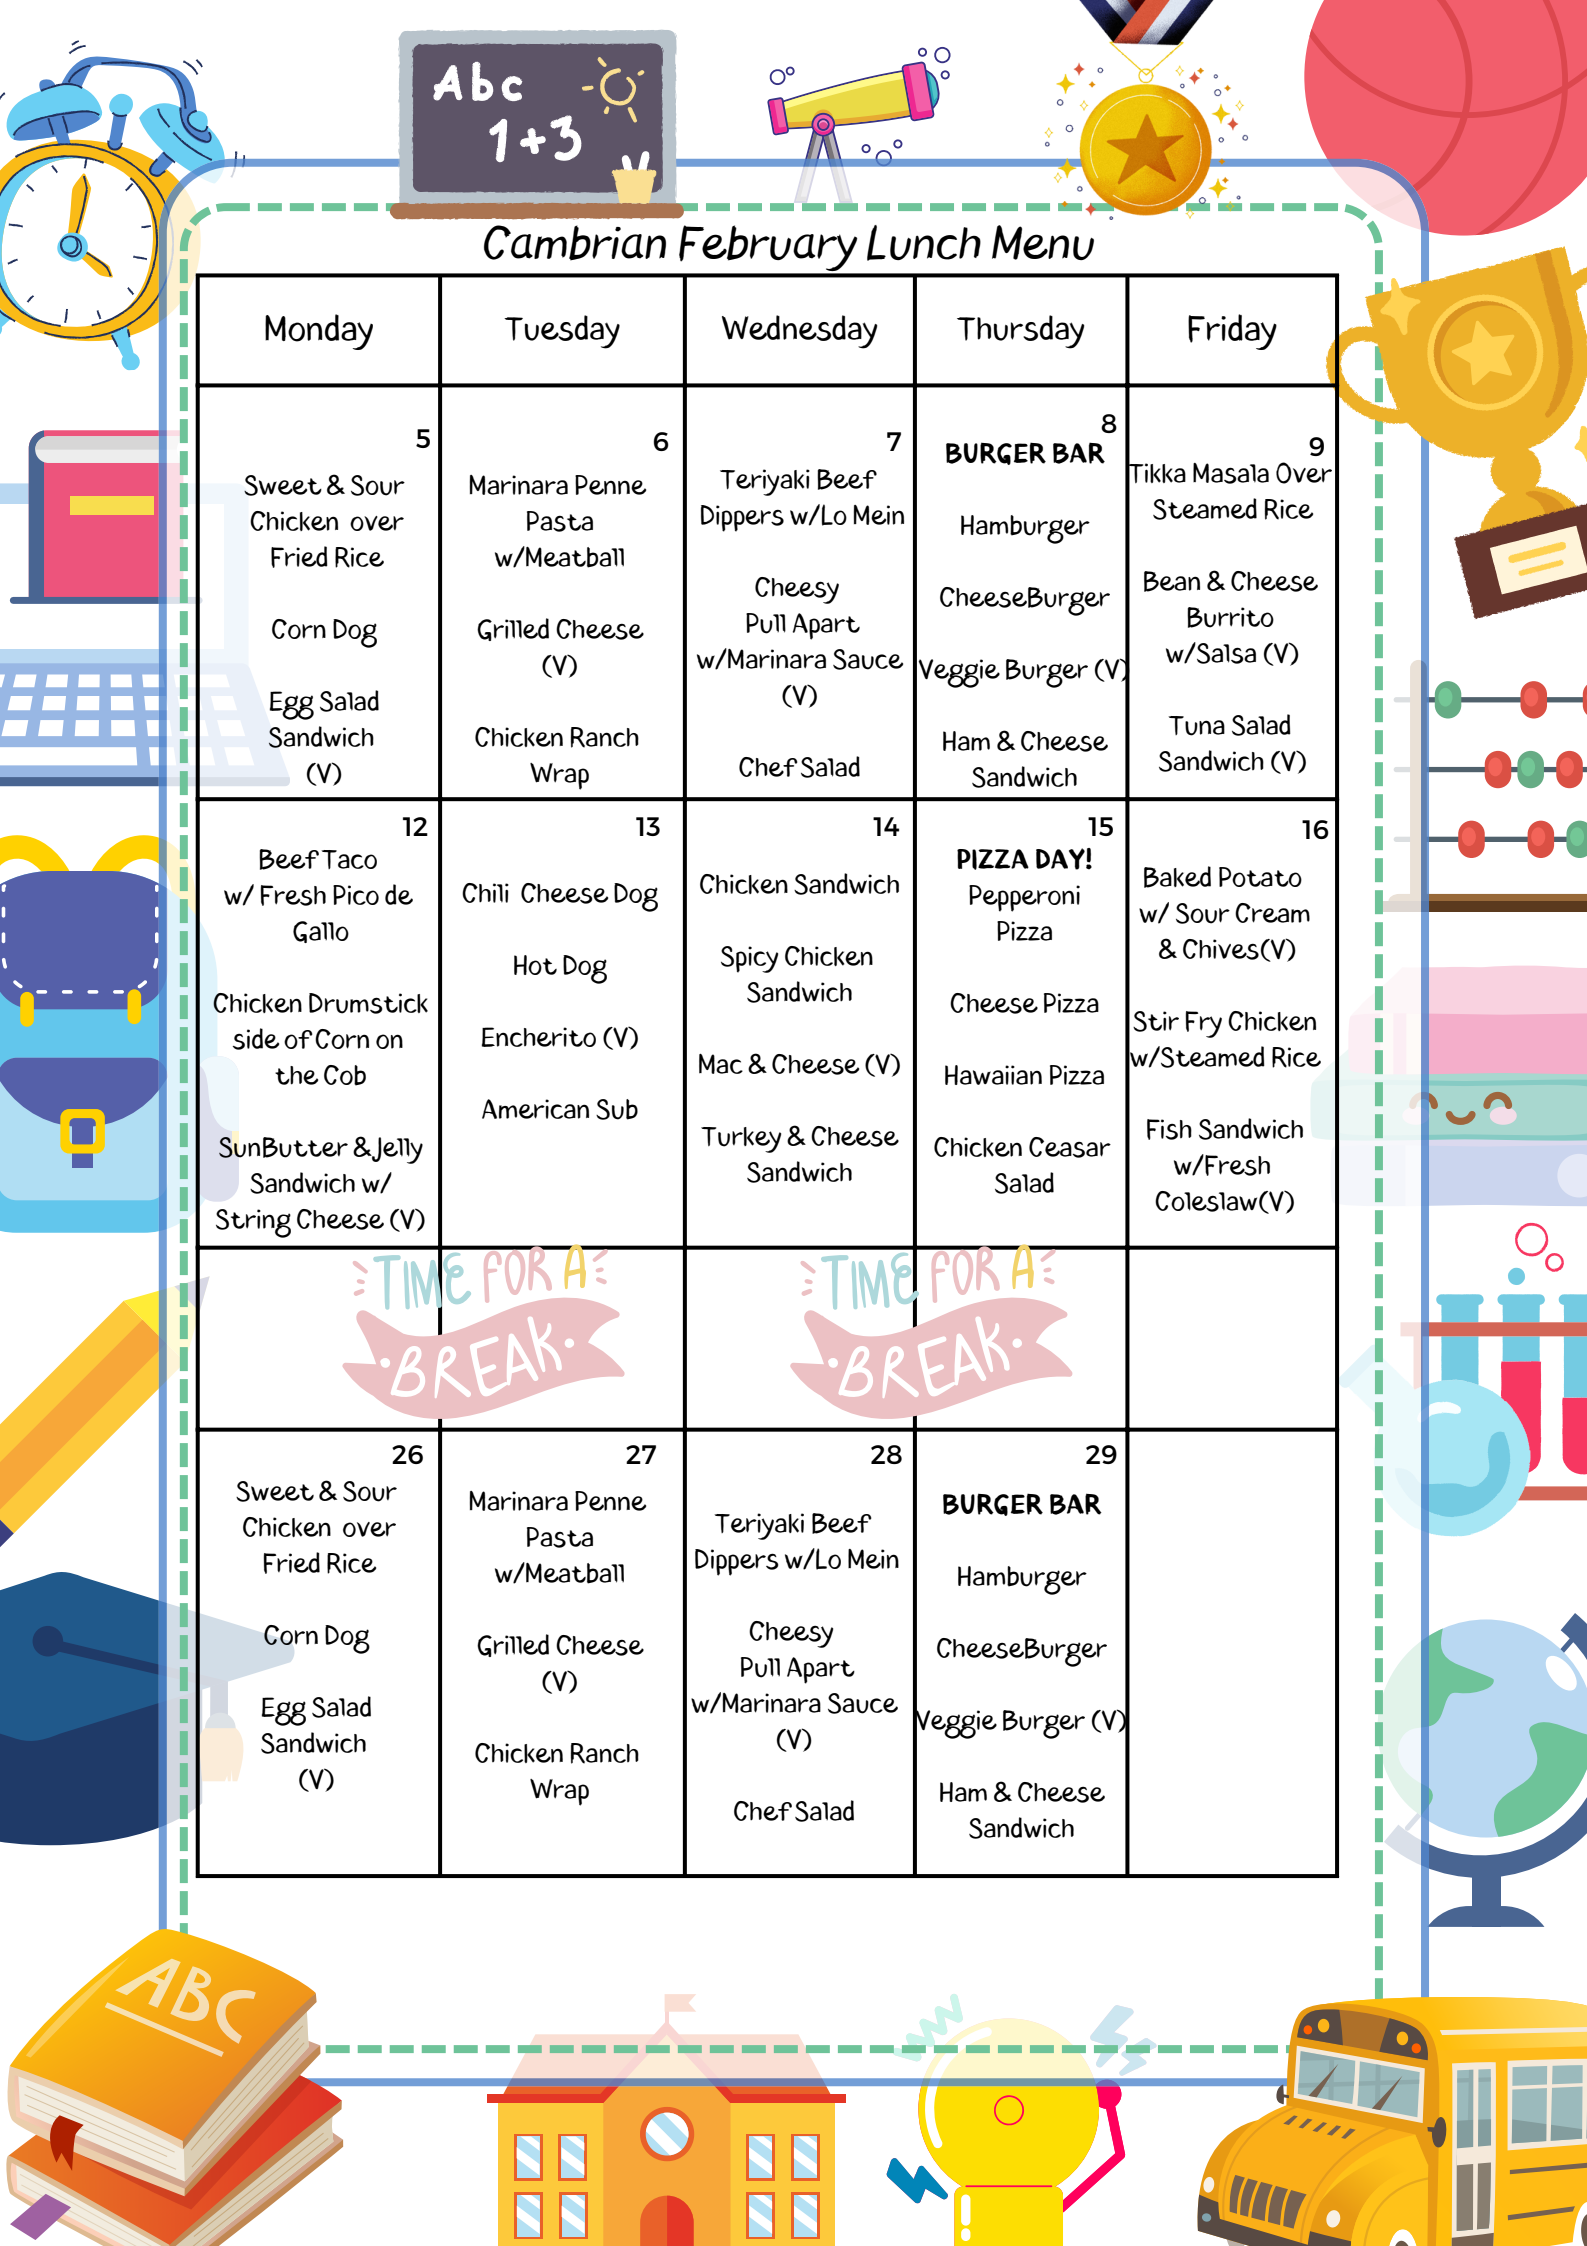 Abc
1+3
Cambrian February Lunch Menu
Monday
Tuesday
Wednesday
Thursday
Friday
5
Sweet & Sour
Chicken over
Fried Rice
Corn Dog
Egg Salad
Sandwich
(V)
6
Marinara Penne
Pasta
w/Meatball
Grilled Cheese
(V)
Chicken Ranch
Wrap
7
Teriyaki Beef
Dippers w/Lo Mein
Cheesy
Pull Apart
w/Marinara Sauce
(V)
Chef Salad
8
BURGER BAR
Hamburger
CheeseBurger
Veggie Burger (V)
Ham & Cheese
Sandwich
9
Tikka Masala Over
Steamed Rice
Bean & Cheese
Burrito
w/Salsa (V)
Tuna Salad
Sandwich (V)
12
Beef Taco
w/ Fresh Pico de
Gallo
Chicken Drumstick
side of Corn on
the Cob
SunButter & Jelly
Sandwich w/
String Cheese (V)
13
Chili Cheese Dog
Hot Dog
Encherito (V)
American Sub
14
Chicken Sandwich
Spicy Chicken
Sandwich
Mac & Cheese (V)
Turkey & Cheese
Sandwich
15
PIZZA DAY!
Pepperoni
Pizza
Cheese Pizza
Hawaiian Pizza
Chicken Ceasar
Salad
16
Baked Potato
w/ Sour Cream
& Chives(V)
Stir Fry Chicken
w/Steamed Rice
Fish Sandwich
w/Fresh
Coleslaw(V)
TIME FOR A
BREAK
TIME FOR A
BREAK
26
Sweet & Sour
Chicken over
Fried Rice
Corn Dog
Egg Salad
Sandwich
(V)
27
Marinara Penne
Pasta
w/Meatball
Grilled Cheese
(V)
Chicken Ranch
Wrap
28
Teriyaki Beef
Dippers w/Lo Mein
Cheesy
Pull Apart
w/Marinara Sauce
(V)
Chef Salad
29
BURGER BAR
Hamburger
CheeseBurger
Veggie Burger (V)
Ham & Cheese
Sandwich
ABC